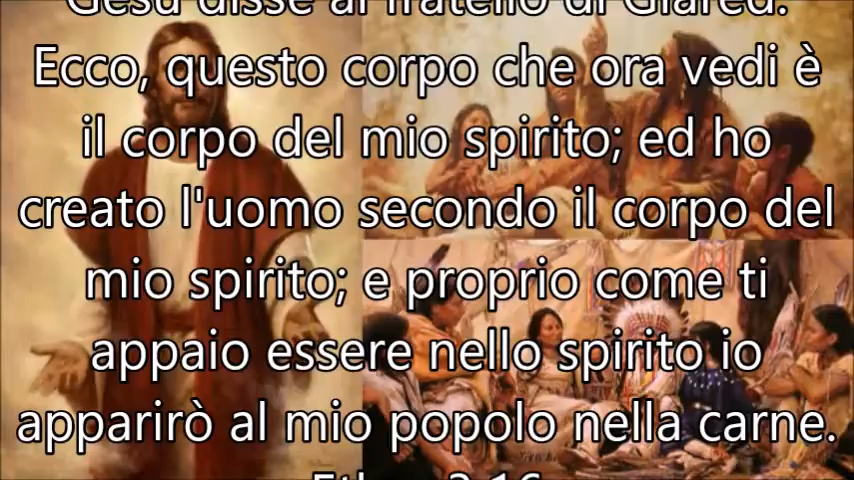 Gesù disse al fratello di Giared:
Ecco, questo corpo che ora vedi è
il corpo del mio spirito; ed ho
creato l'uomo secondo il corpo del
mio spirito; e proprio come ti
appaio essere nello spirito io
apparirò al mio popolo nella carne.
3:16